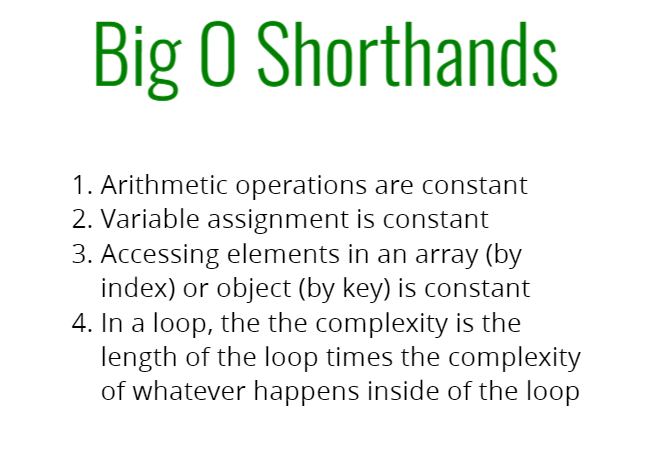 Big O Shorthands
1. Arithmetic operations are constant
2. Variable assignment is constant
3. Accessing elements in an array (by
index) or object (by key) is constant
4. In a loop, the the complexity is the
length of the loop times the complexity
of whatever happens inside of the loop